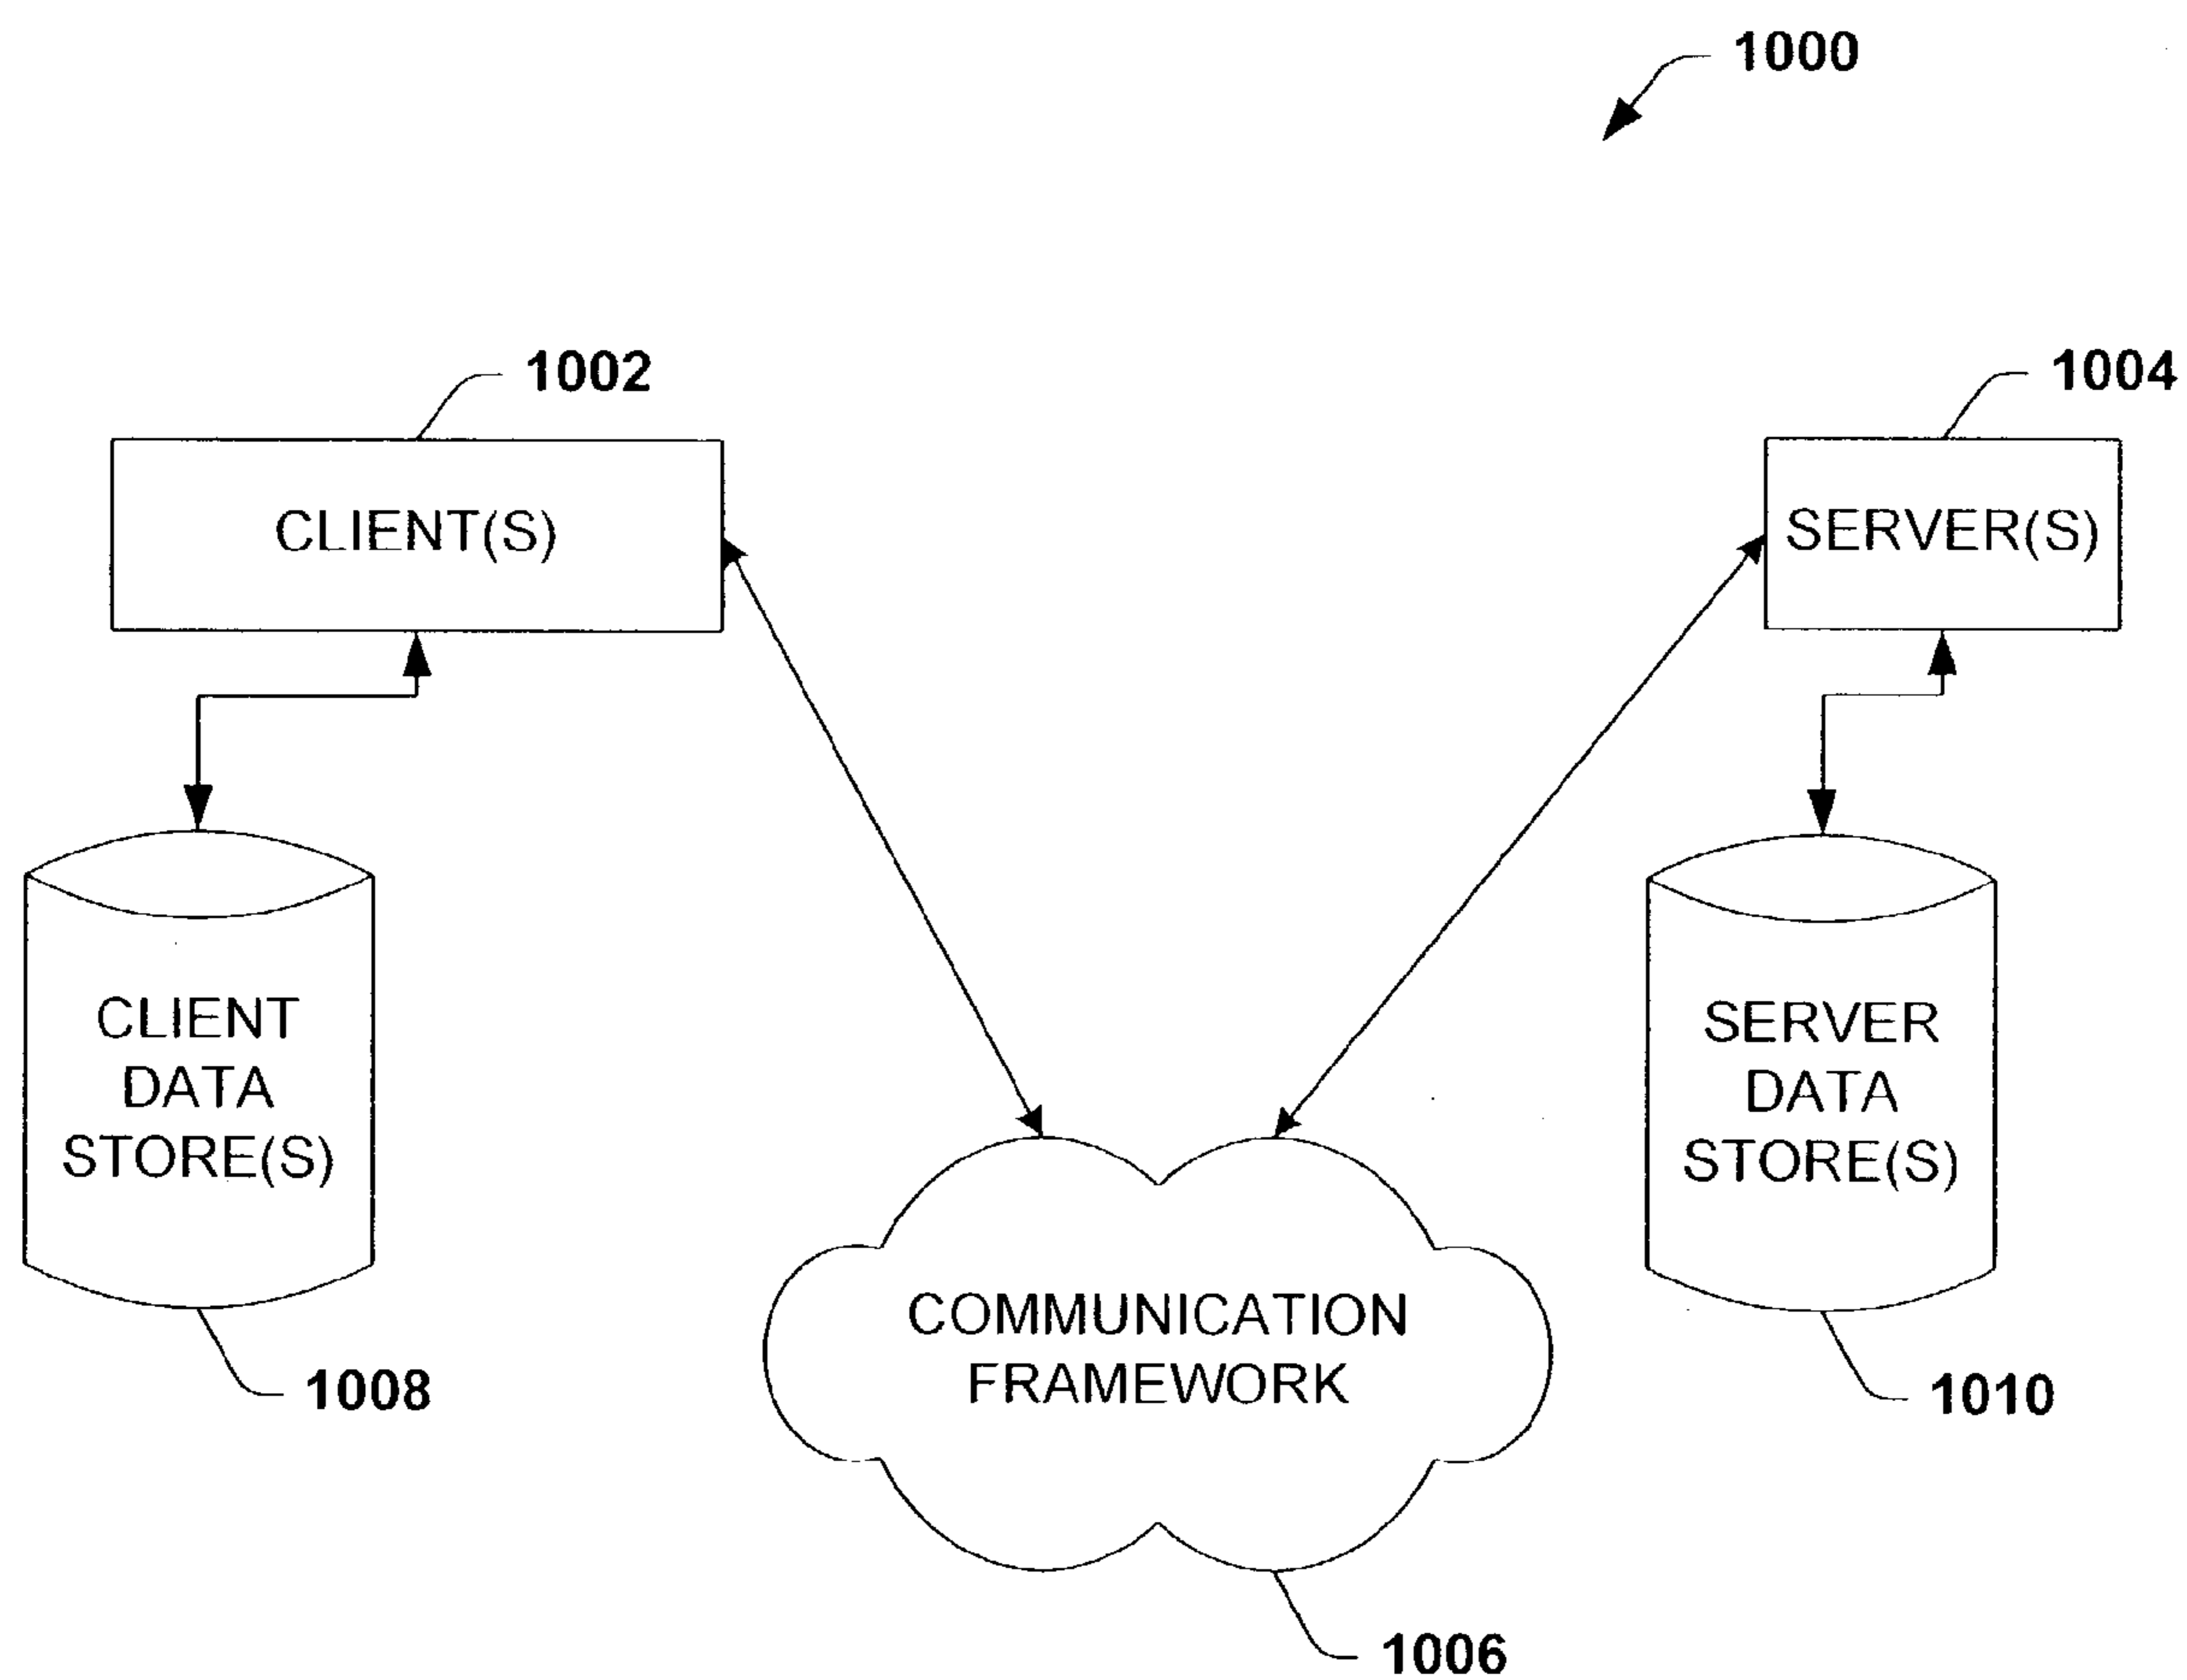 1000
1002
1004
CLIENT(S)
SERVER(S)
CLIENT
DATA
STORE(S)
SERVER
DATA
STORE(S)
COMMUNICATION
FRAMEWORK
1008
1010
1006